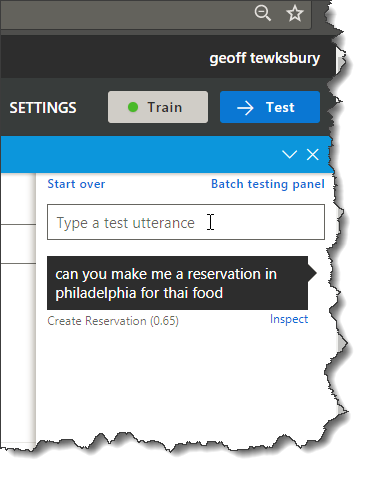 geoff tewksbury
SETTINGS Train Test
Start over Batch testing panel
Type a test utterance
can you make me a reservation in
philadelphia for thai food
Create Reservation (0.65) Inspect